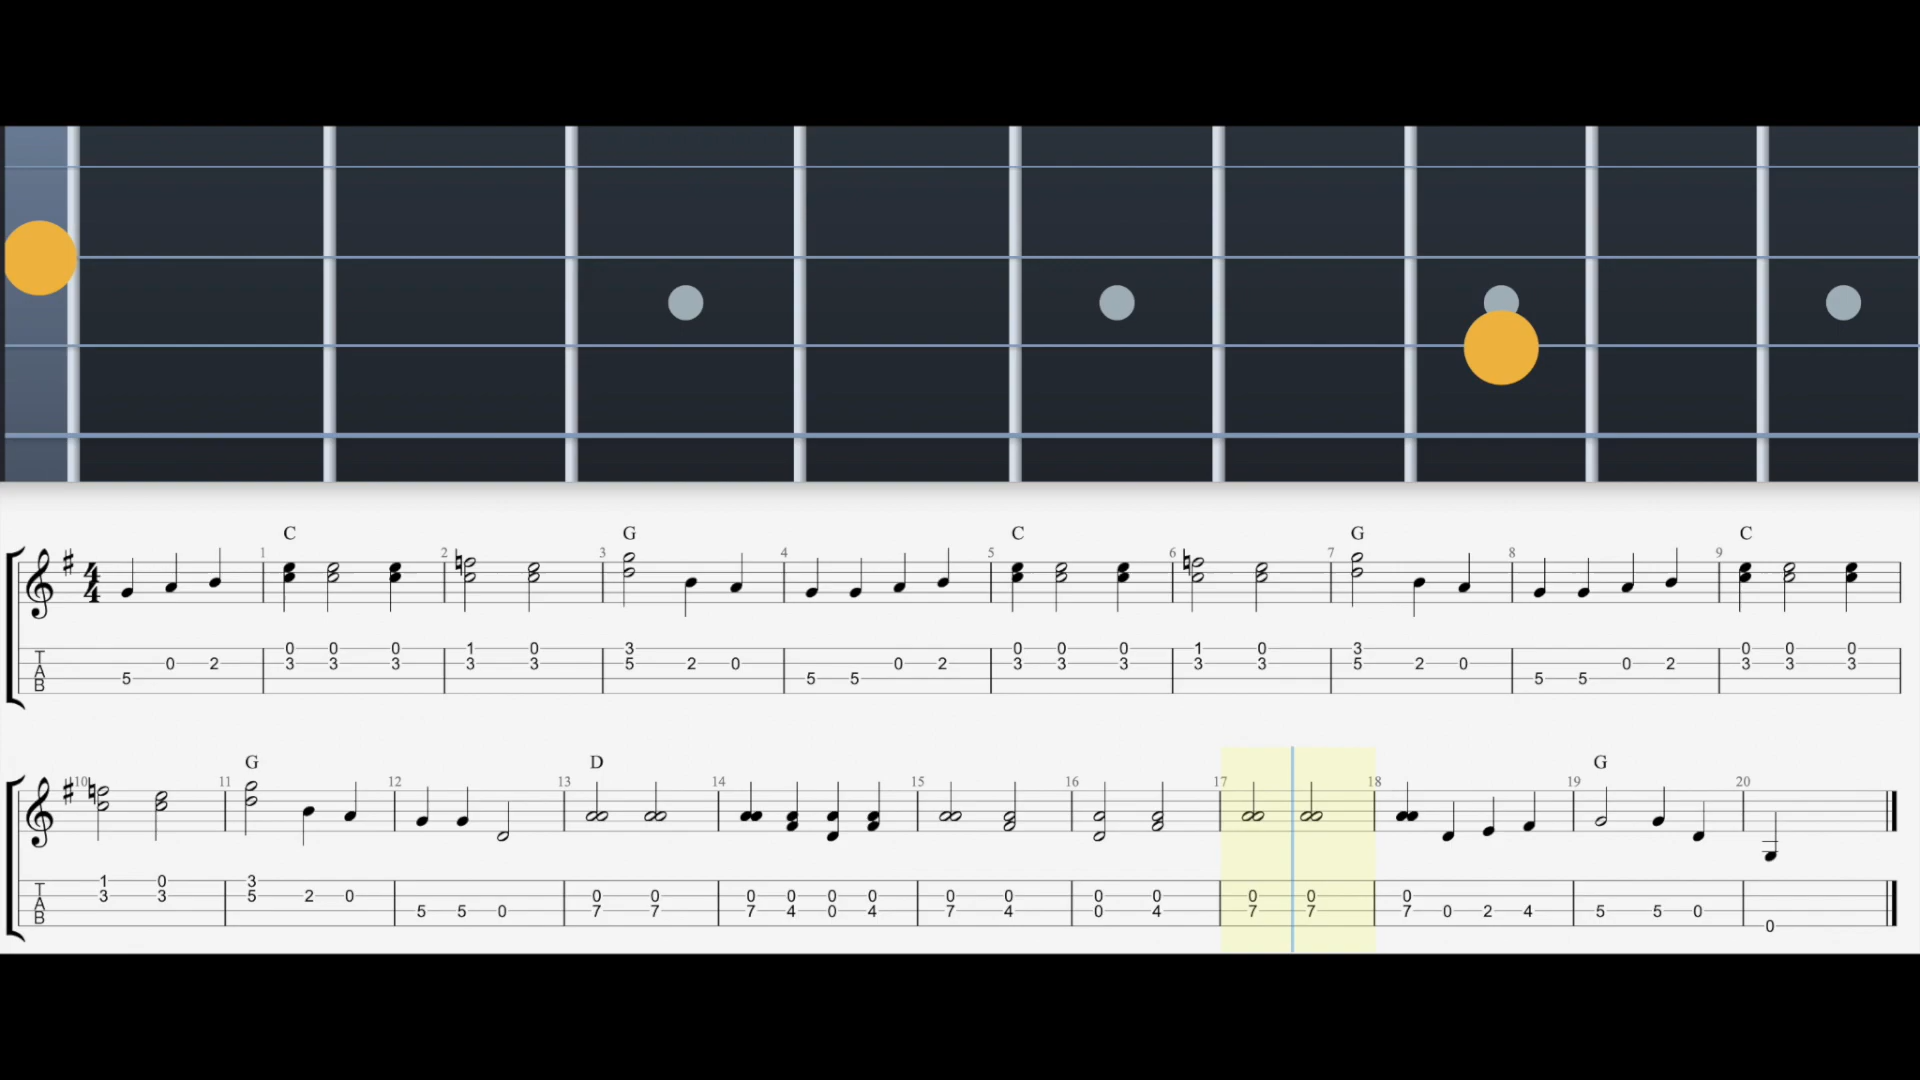 C G C G C
1 2 3 4 5 6 7 8 9
4
4
0 0 0 1 0 3 0 0 0 1 0 3 0 0 0
T 0 2 3 3 3 3 3 5 2 0 0 2 3 3 3 3 3 5 2 0 0 2 3 3 3
A 5 5 5 5 5
B
G D G
10 11 12 13 14 15 16 17 18 19 20
1 0 3
T 3 3 5 2 0 0 0 0 0 0 0 0 0 0 0 0 0 0
A 5 5 0 7 7 7 4 0 4 7 4 0 4 7 7 7 0 2 4 5 5 0
B 0